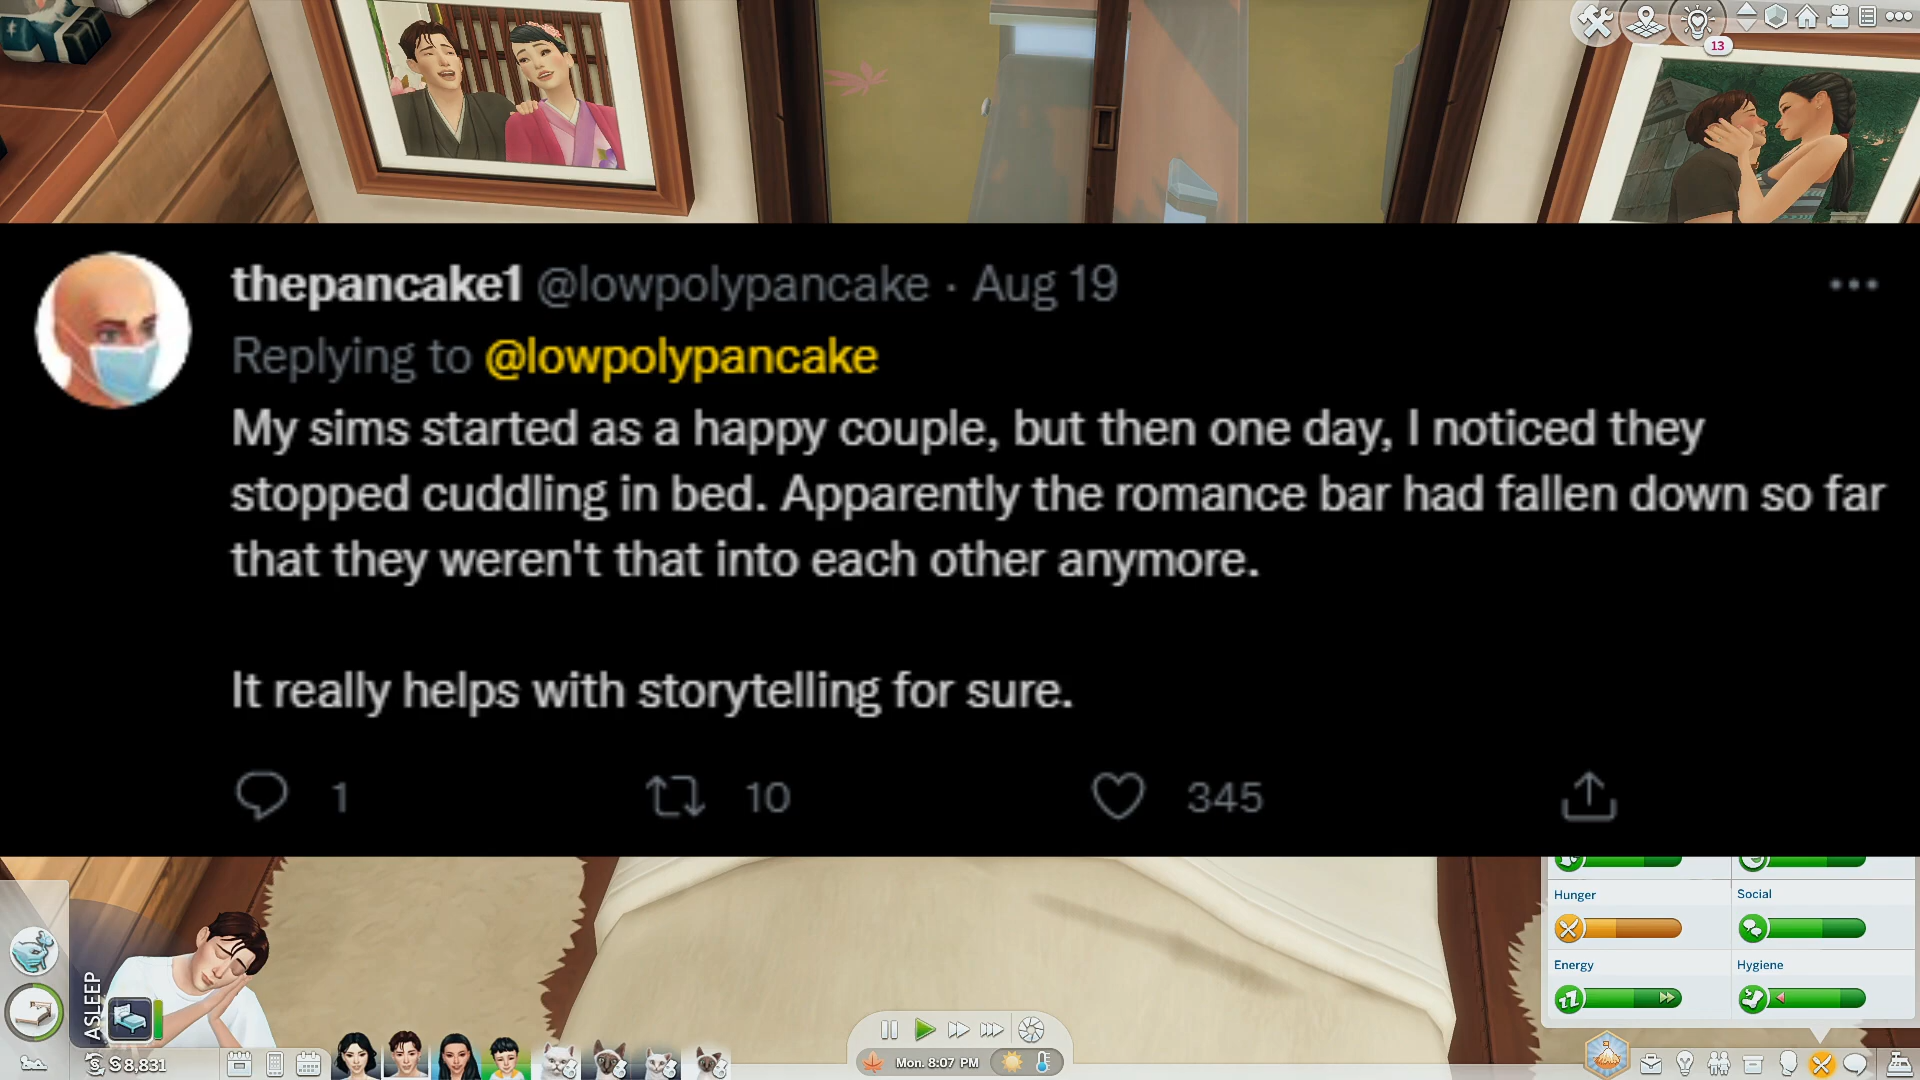 13
thepancake1 @lowpolypancake · Aug 19
Replying to @lowpolypancake
My sims started as a happy couple, but then one day, I noticed they
stopped cuddling in bed. Apparently the romance bar had fallen down so far
that they weren't that into each other anymore.
It really helps with storytelling for sure.
1 10 345
Hunger Social
Energy Hygiene
ASLEEP
8,831
Mon. 8:07 PM